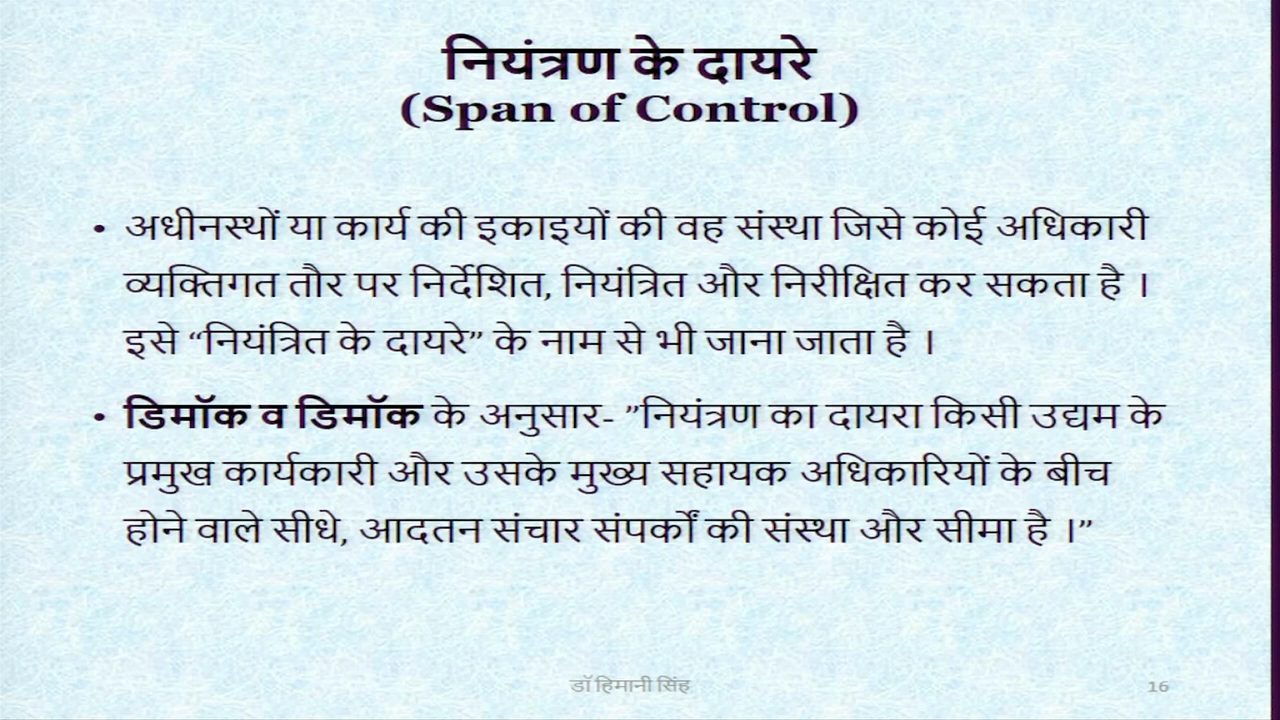 नियंत्रण के दायरे
(Span of Control)
• अधीनस्थों या कार्य की इकाइयों की वह संस्था जिसे कोई अधिकारी
व्यक्तिगत तौर पर निर्देशित, नियंत्रित और निरीक्षित कर सकता है ।
इसे “नियंत्रित के दायरे” के नाम से भी जाना जाता है ।
• डिमॉक व डिमॉक के अनुसार- ”नियंत्रण का दायरा किसी उद्यम के
प्रमुख कार्यकारी और उसके मुख्य सहायक अधिकारियों के बीच
होने वाले सीधे, आदतन संचार संपर्कों की संस्था और सीमा है ।”
डॉ हिमानी सिंह
16